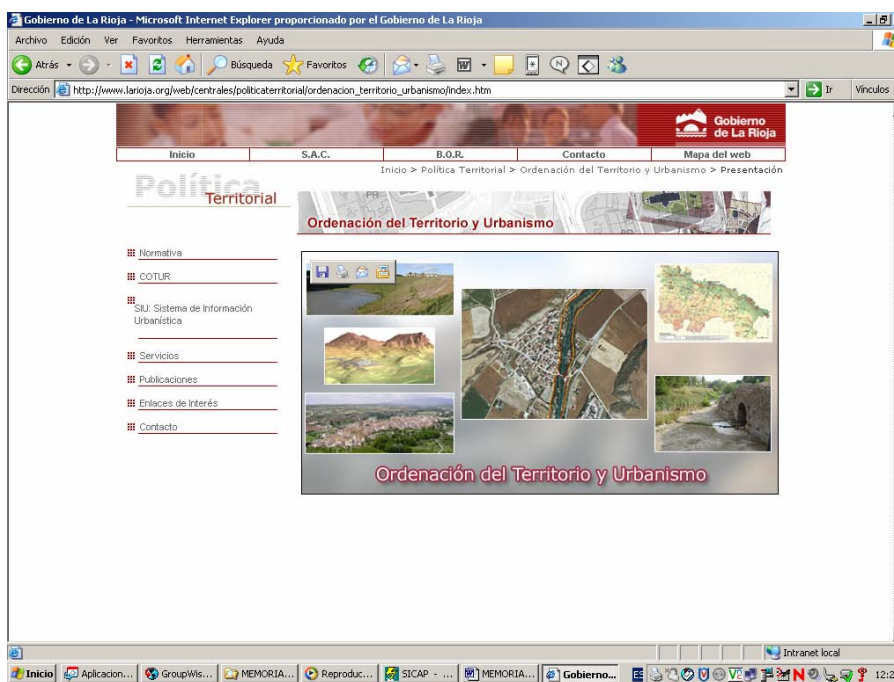 Gobierno de La Rioja - Microsoft Internet Explorer proporcionado por el Gobierno de La Rioja
Archivo Edición Ver Favoritos Herramientas Ayuda
Atrás Búsqueda Favoritos
Dirección http://www.larioja.org/web/centrales/politicaterritorial/ordenacion_territorio_urbanismo/index.htm Ir Vínculos
Gobierno
de La Rioja
Inicio S.A.C. B.O.R. Contacto Mapa del web
Inicio > Política Territorial > Ordenación del Territorio y Urbanismo > Presentación
Política
Territorial
Ordenación del Territorio y Urbanismo
Normativa
COTUR
SIU: Sistema de Información
Urbanística
Servicios
Publicaciones
Enlaces de Interés
Contacto
Ordenación del Territorio y Urbanismo
Intranet local
Inicio Aplicacion... GroupWis... MEMORIA... Reproduc... SICAP - ... MEMORIA... Gobierno... ES